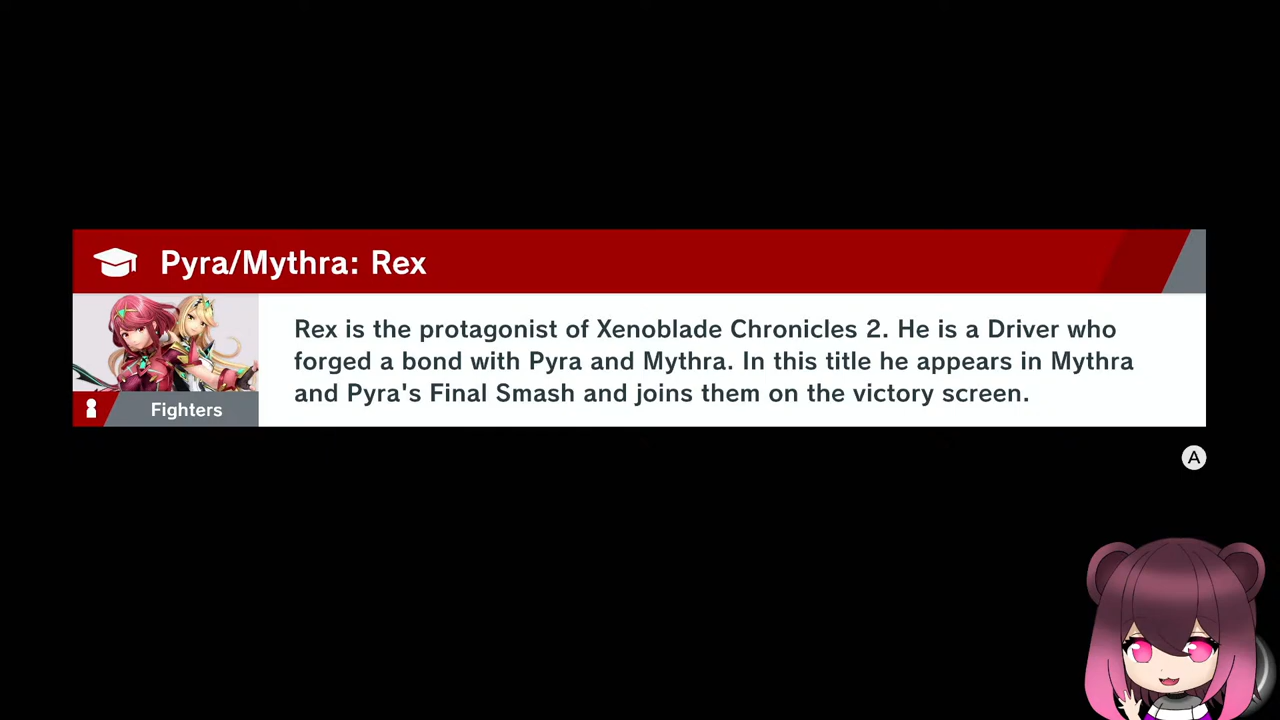 Pyra/Mythra: Rex
Rex is the protagonist of Xenoblade Chronicles 2. He is a Driver who
forged a bond with Pyra and Mythra. In this title he appears in Mythra
and Pyra's Final Smash and joins them on the victory screen.
Fighters
A